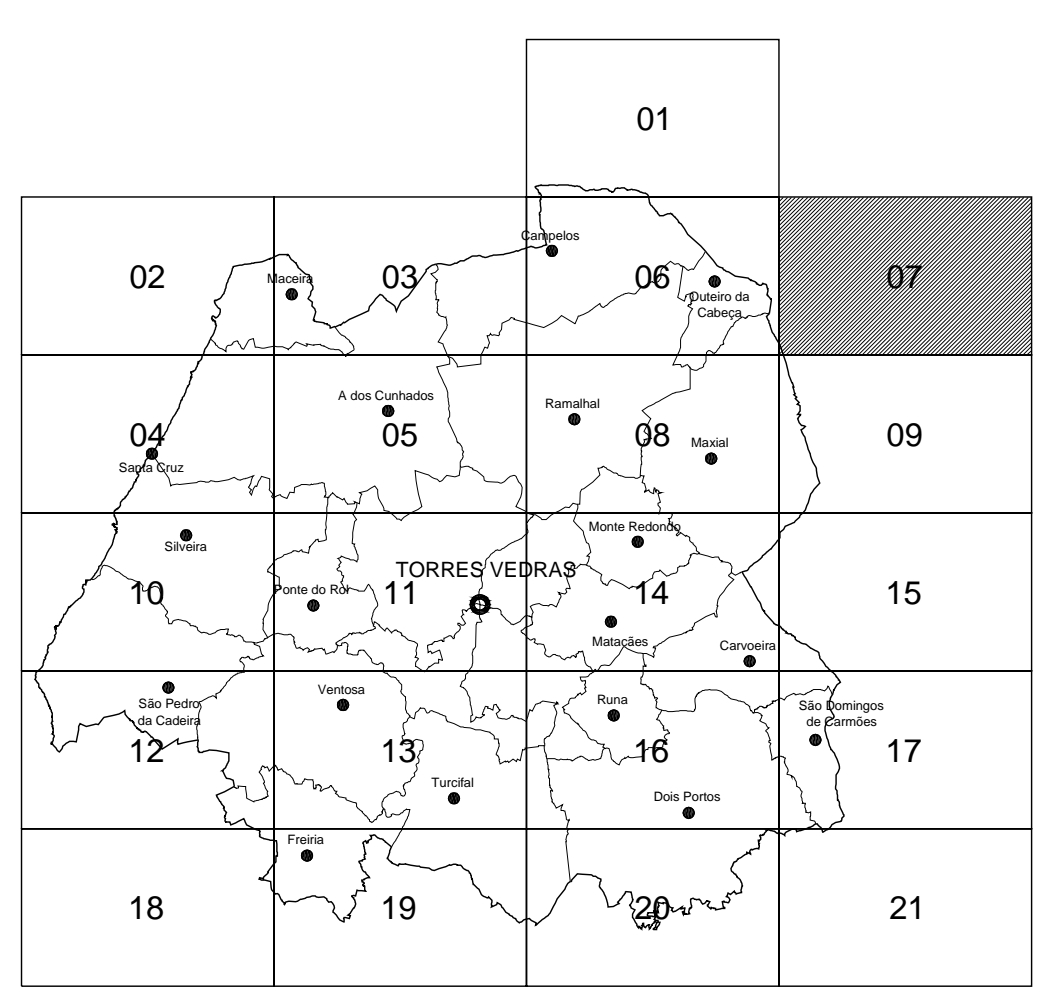 01
Campelos
02
Maceira
03
06
Outeiro da
Cabeça
07
A dos Cunhados
Ramalhal
04
Santa Cruz
05
08
Maxial
09
Silveira
Monte Redondo
TORRES VEDRAS
10
Ponte do Rol
11
14
Matacães
15
Carvoeira
São Pedro
da Cadeira
Ventosa
Runa
São Domingos
de Carmões
12
13
16
17
Turcifal
Dois Portos
Freiria
18
19
20
21